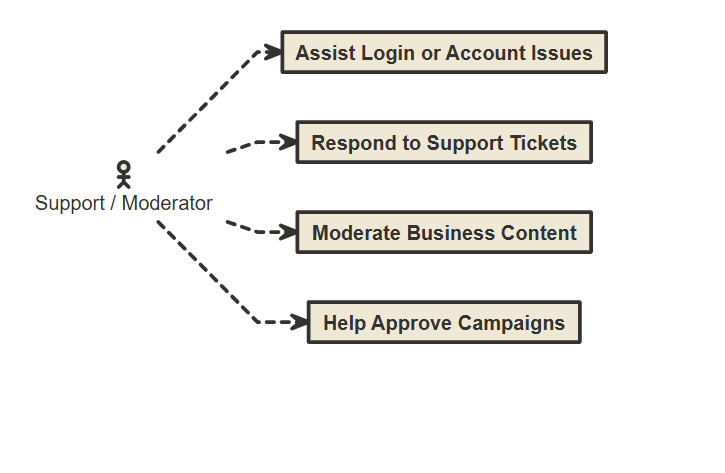 Assist Login or Account Issues
Respond to Support Tickets
Support / Moderator
Moderate Business Content
Help Approve Campaigns